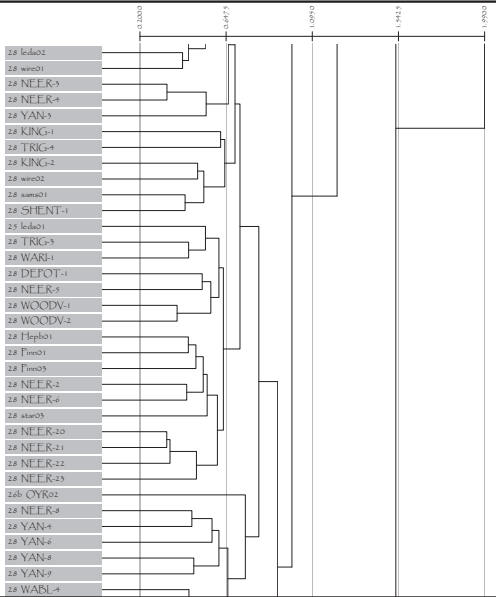 0.2000 0.6475 1.0950 1.5425 1.9900
28 leda02
28 wire01
28 NEER-3
28 NEER-4
28 YAN-3
28 KING-1
28 TRIG-4
28 KING-2
28 wire02
28 sams01
28 SHENT-1
25 leda01
28 TRIG-3
28 WARI-1
28 DEPOT-1
28 NEER-5
28 WOODV-1
28 WOODV-2
28 Heph01
28 Finn01
28 Finn03
28 NEER-2
28 NEER-6
28 star03
28 NEER-20
28 NEER-21
28 NEER-22
28 NEER-23
26b OYR02
28 NEER-8
28 YAN-4
28 YAN-6
28 YAN-8
28 YAN-9
28 WABL-4